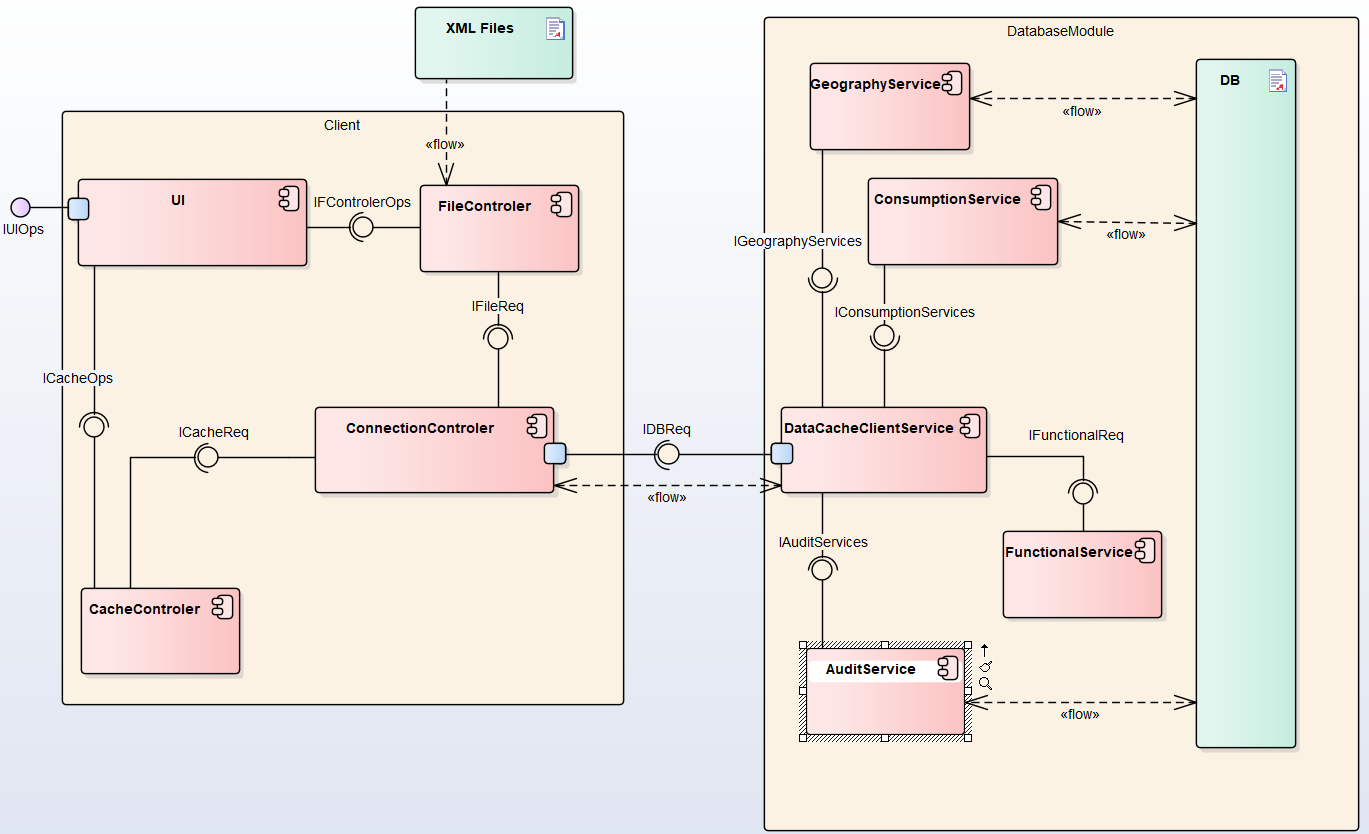 XML Files
«flow»
Client
UI
IUIOps
IFControlerOps
FileControler
IFileReq
ICacheOps
ICacheReq
ConnectionControler
CacheControler
IDBReq
«flow»
DatabaseModule
GeographyService
«flow»
DB
ConsumptionService
«flow»
IGeographyServices
IConsumptionServices
DataCacheClientService
IFunctionalReq
IAuditServices
FunctionalService
AuditService
«flow»